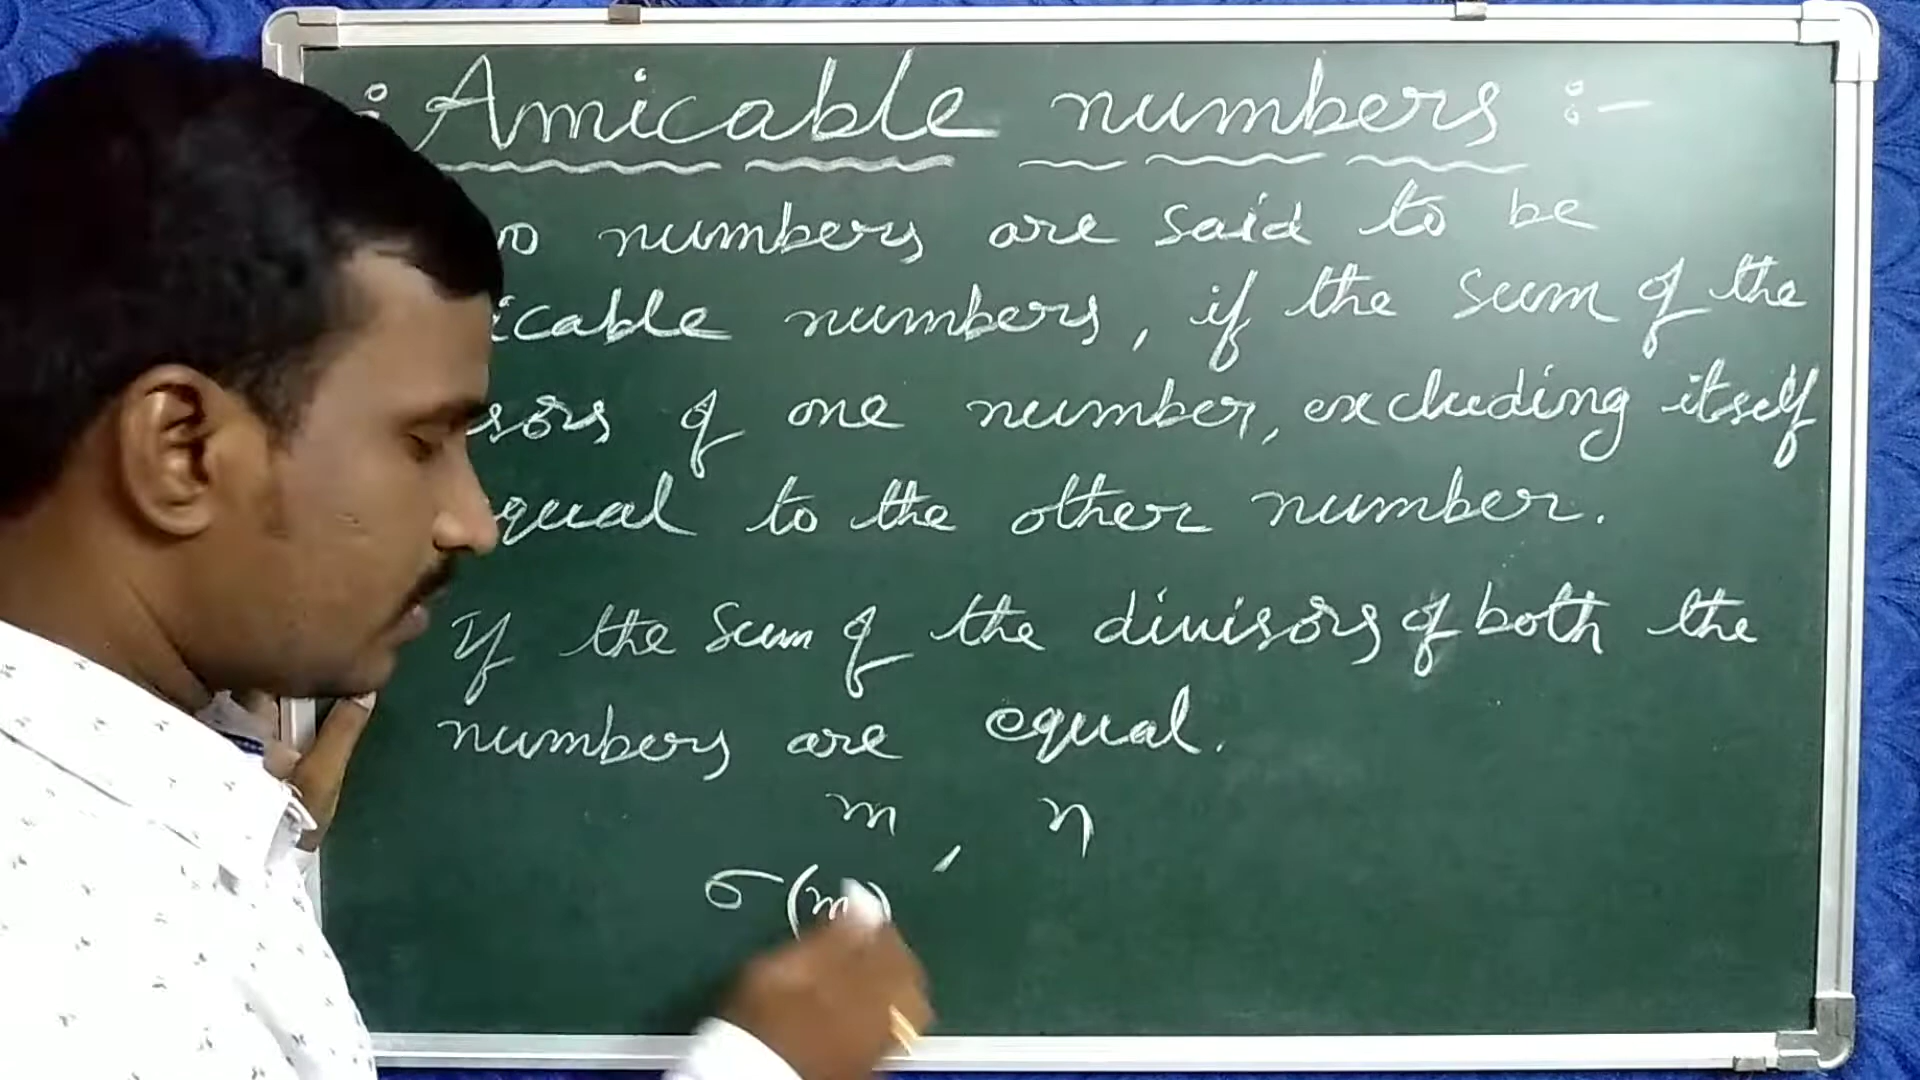 : Amicable numbers :-
numbers are said to be
icable numbers, if the sum of the
sors of one number, excluding itself
equal to the other number.
If the sum of the divisors of both the
numbers are equal.
m , n
σ(m)